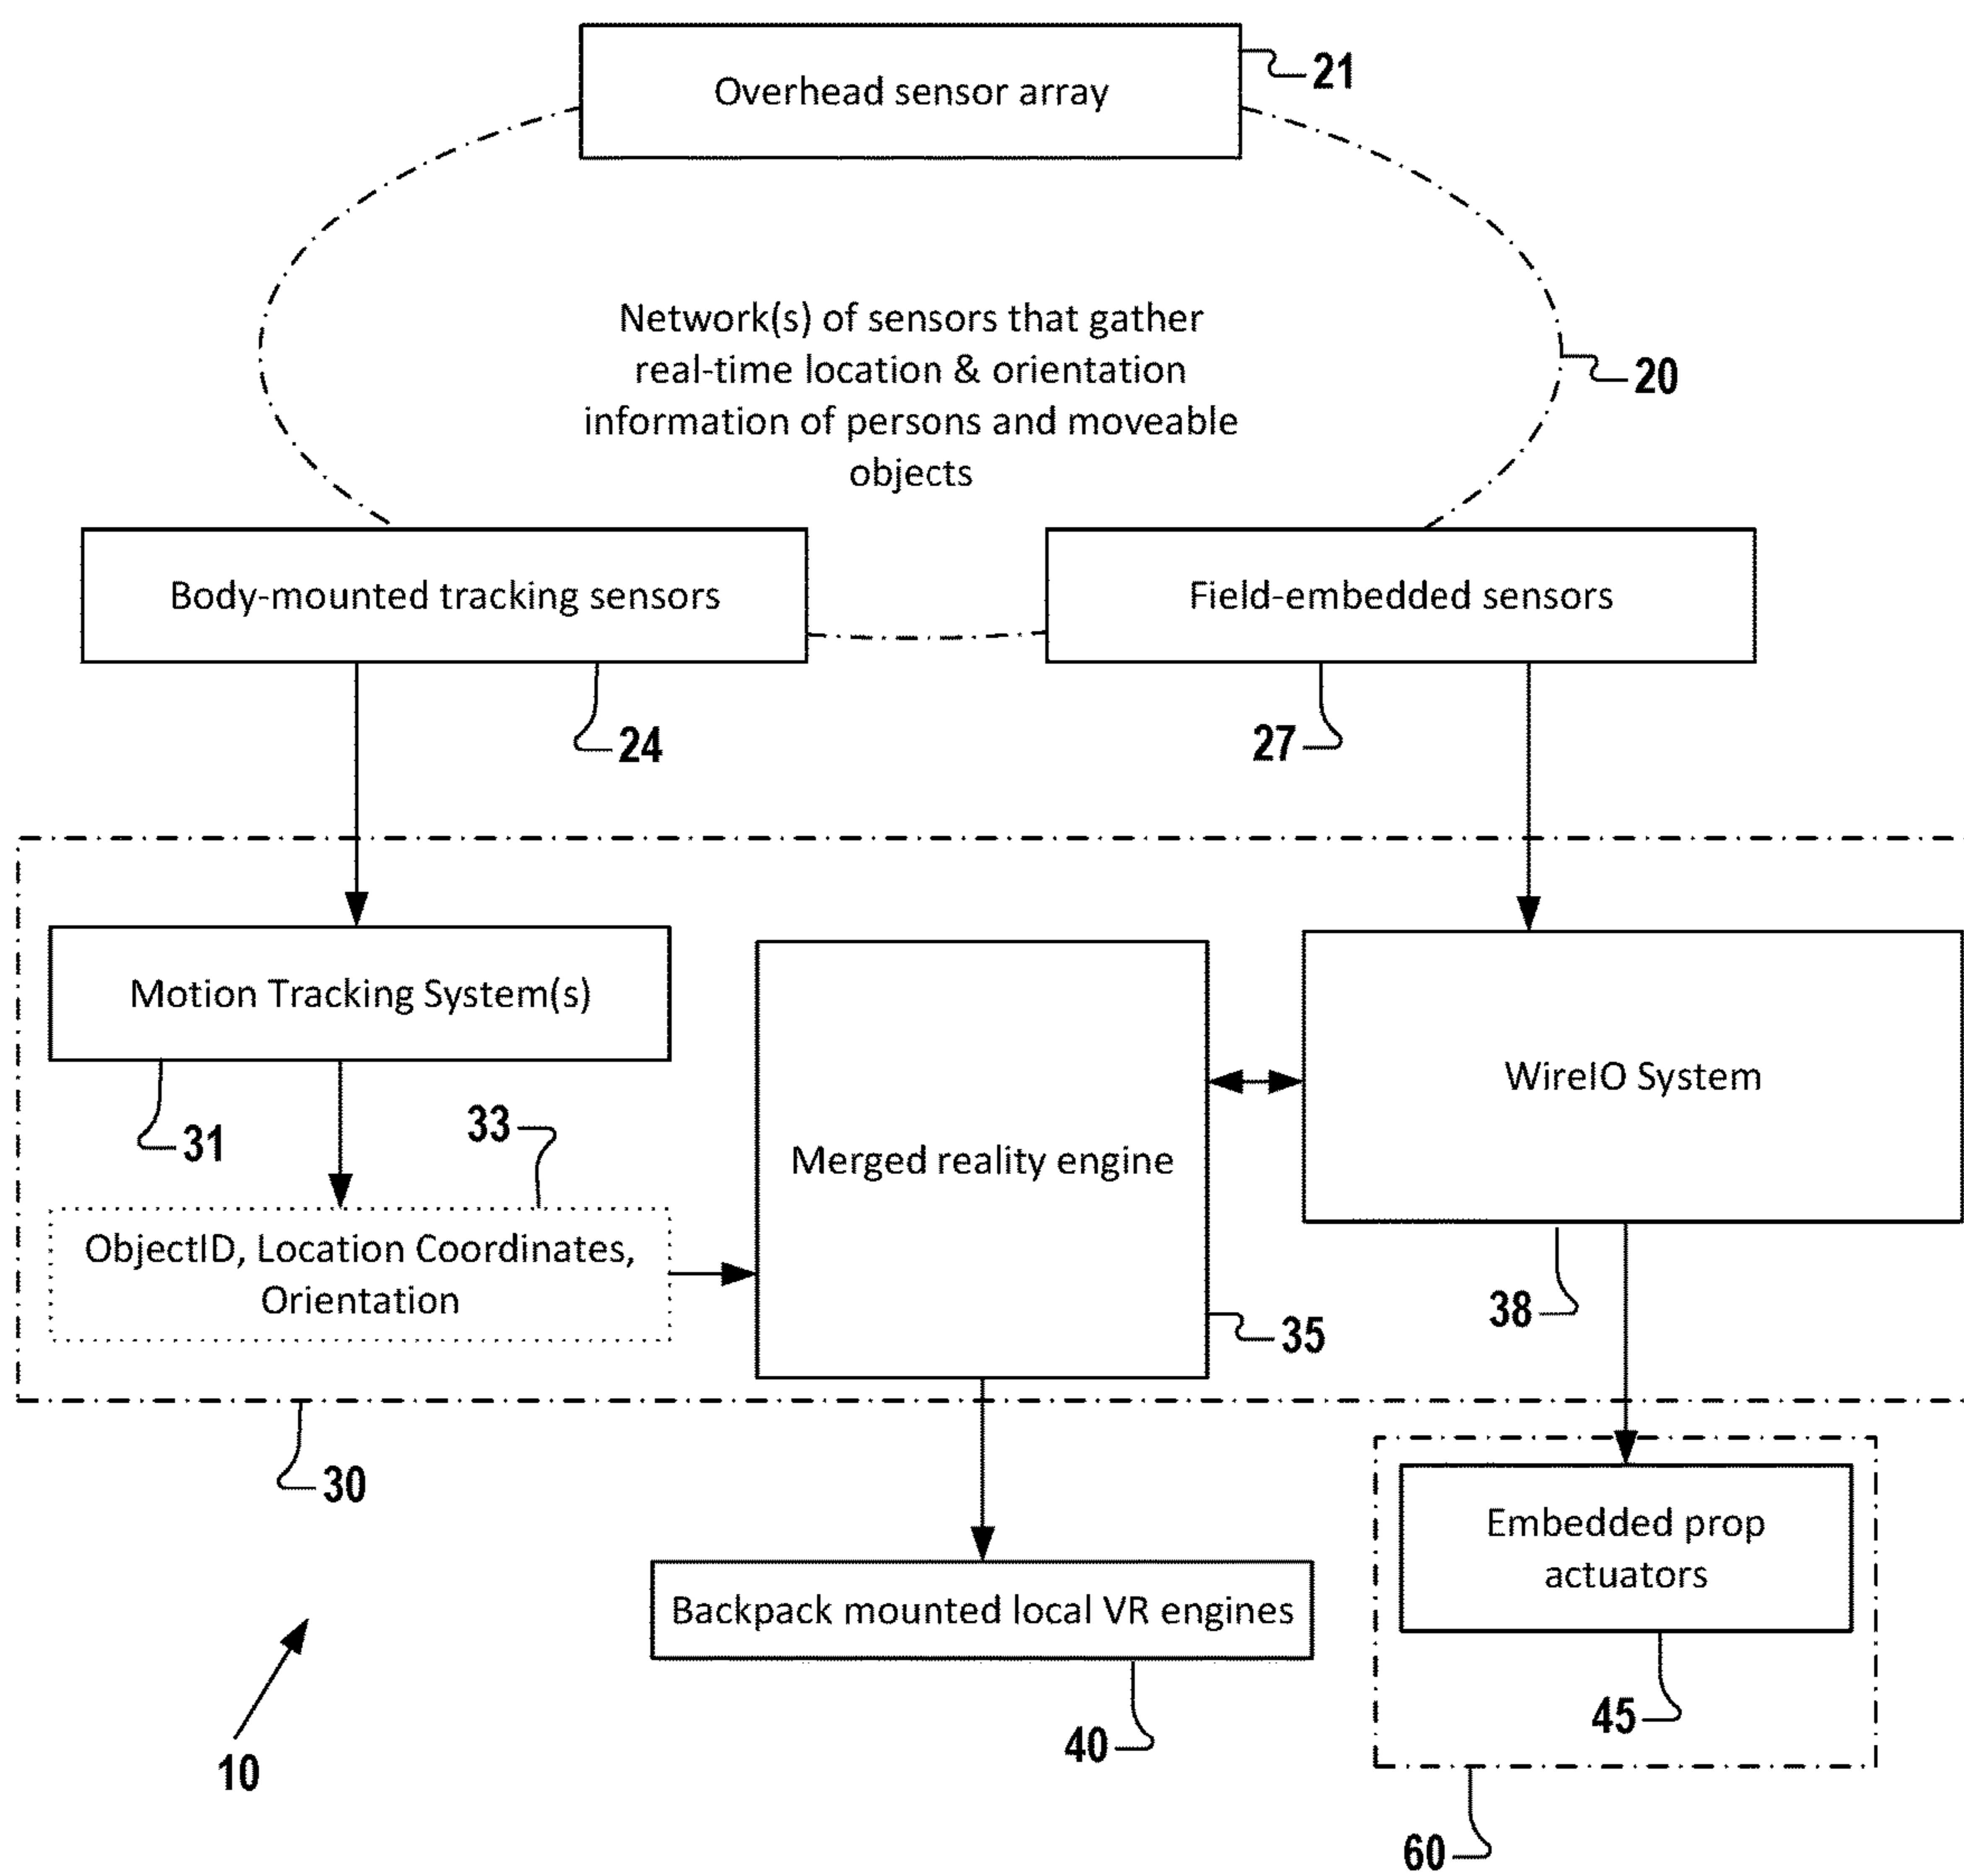 Overhead sensor array
21
Network(s) of sensors that gather
real-time location & orientation
information of persons and moveable
objects
20
Body-mounted tracking sensors
Field-embedded sensors
24
27
Motion Tracking System(s)
WireIO System
31
33
Merged reality engine
ObjectID, Location Coordinates,
Orientation
38
35
30
Embedded prop
actuators
Backpack mounted local VR engines
45
40
10
60